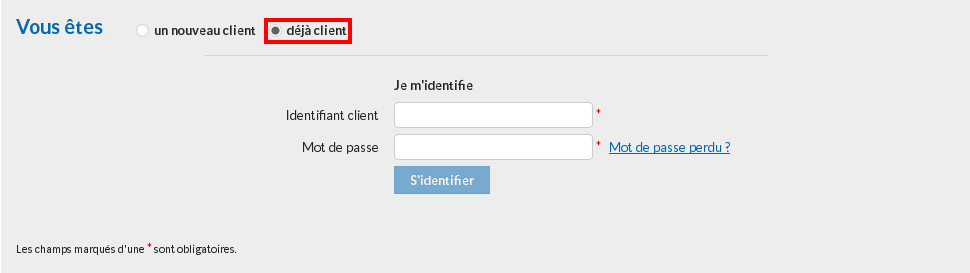 Vous êtes un nouveau client déjà client
Je m'identifie
Identifiant client *
Mot de passe * Mot de passe perdu ?
S'identifier
Les champs marqués d'une * sont obligatoires.